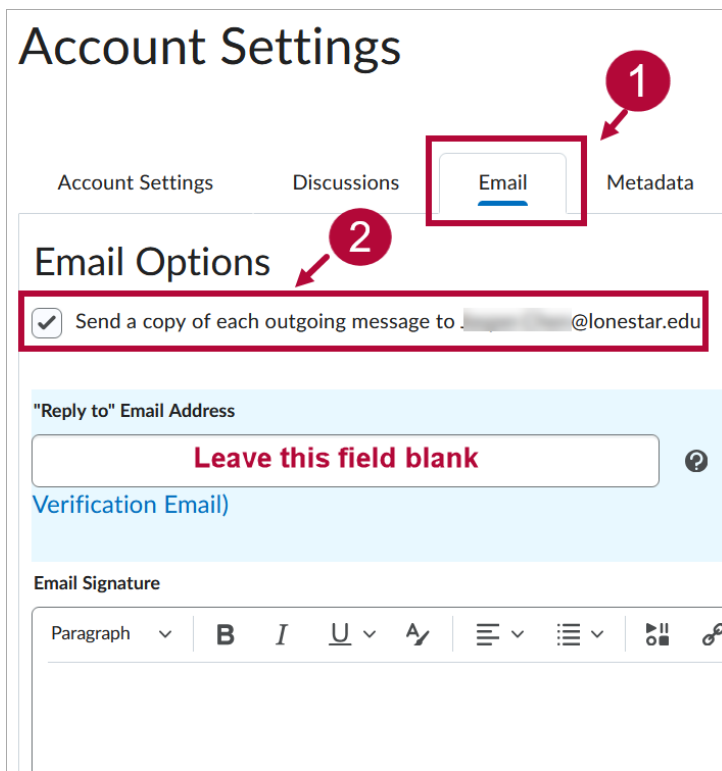 Account Settings
1
Account Settings Discussions Email Metadata
Email Options
2
Send a copy of each outgoing message to @lonestar.edu
"Reply to" Email Address
Leave this field blank
Verification Email)
Email Signature
Paragraph B I U A